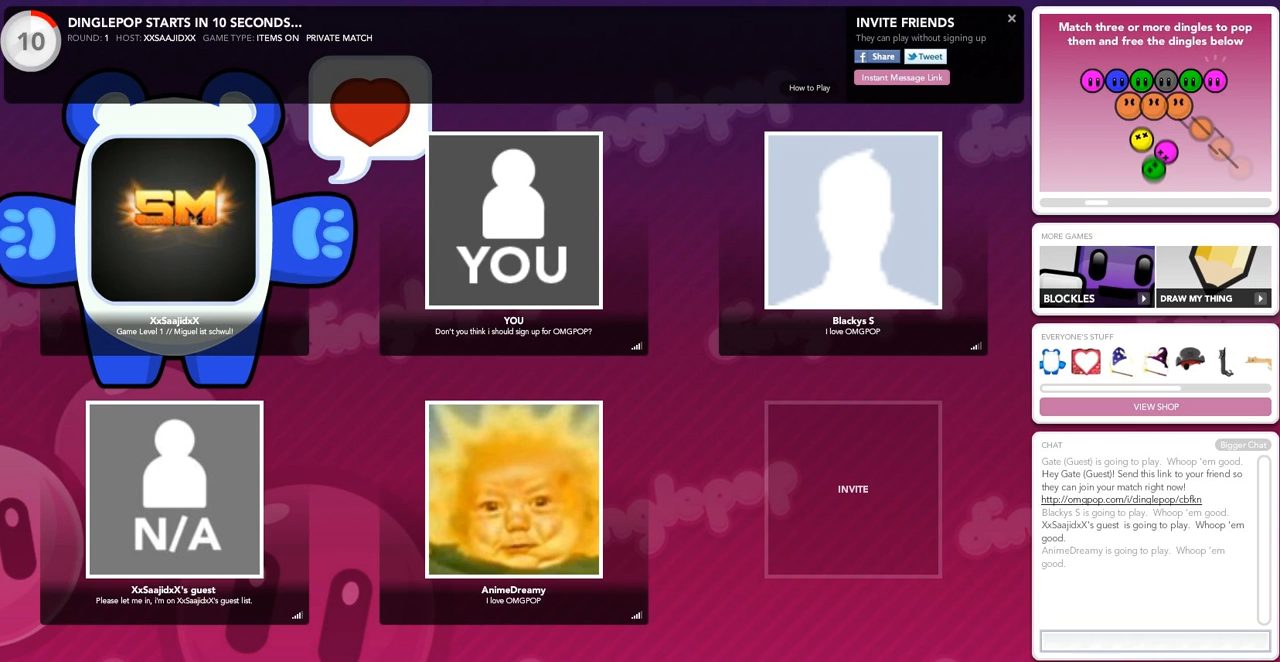 10
DINGLEPOP STARTS IN 10 SECONDS...
ROUND: 1 HOST: XXSAAJIDXX GAME TYPE: ITEMS ON PRIVATE MATCH
How to Play
INVITE FRIENDS
They can play without signing up
f Share Tweet
Instant Message Link
SM
XxSaajidxX
Game Level 1 // Miguel ist schwul!
YOU
YOU
Don't you think i should sign up for OMGPOP?
Blackys S
I love OMGPOP
N/A
XxSaajidxX's guest
Please let me in, i'm on XxSaajidxX's guest list.
AnimeDreamy
I love OMGPOP
INVITE
dinglepop
Match three or more dingles to pop
them and free the dingles below
MORE GAMES
BLOCKLES
DRAW MY THING
EVERYONE'S STUFF
VIEW SHOP
CHAT
Bigger Chat
Gate (Guest) is going to play. Whoop 'em good.
Hey Gate (Guest)! Send this link to your friend so
they can join your match right now!
http://omgpop.com/i/dinglepop/cbfkn
Blackys S is going to play. Whoop 'em good.
XxSaajidxX's guest is going to play. Whoop 'em
good.
AnimeDreamy is going to play. Whoop 'em
good.